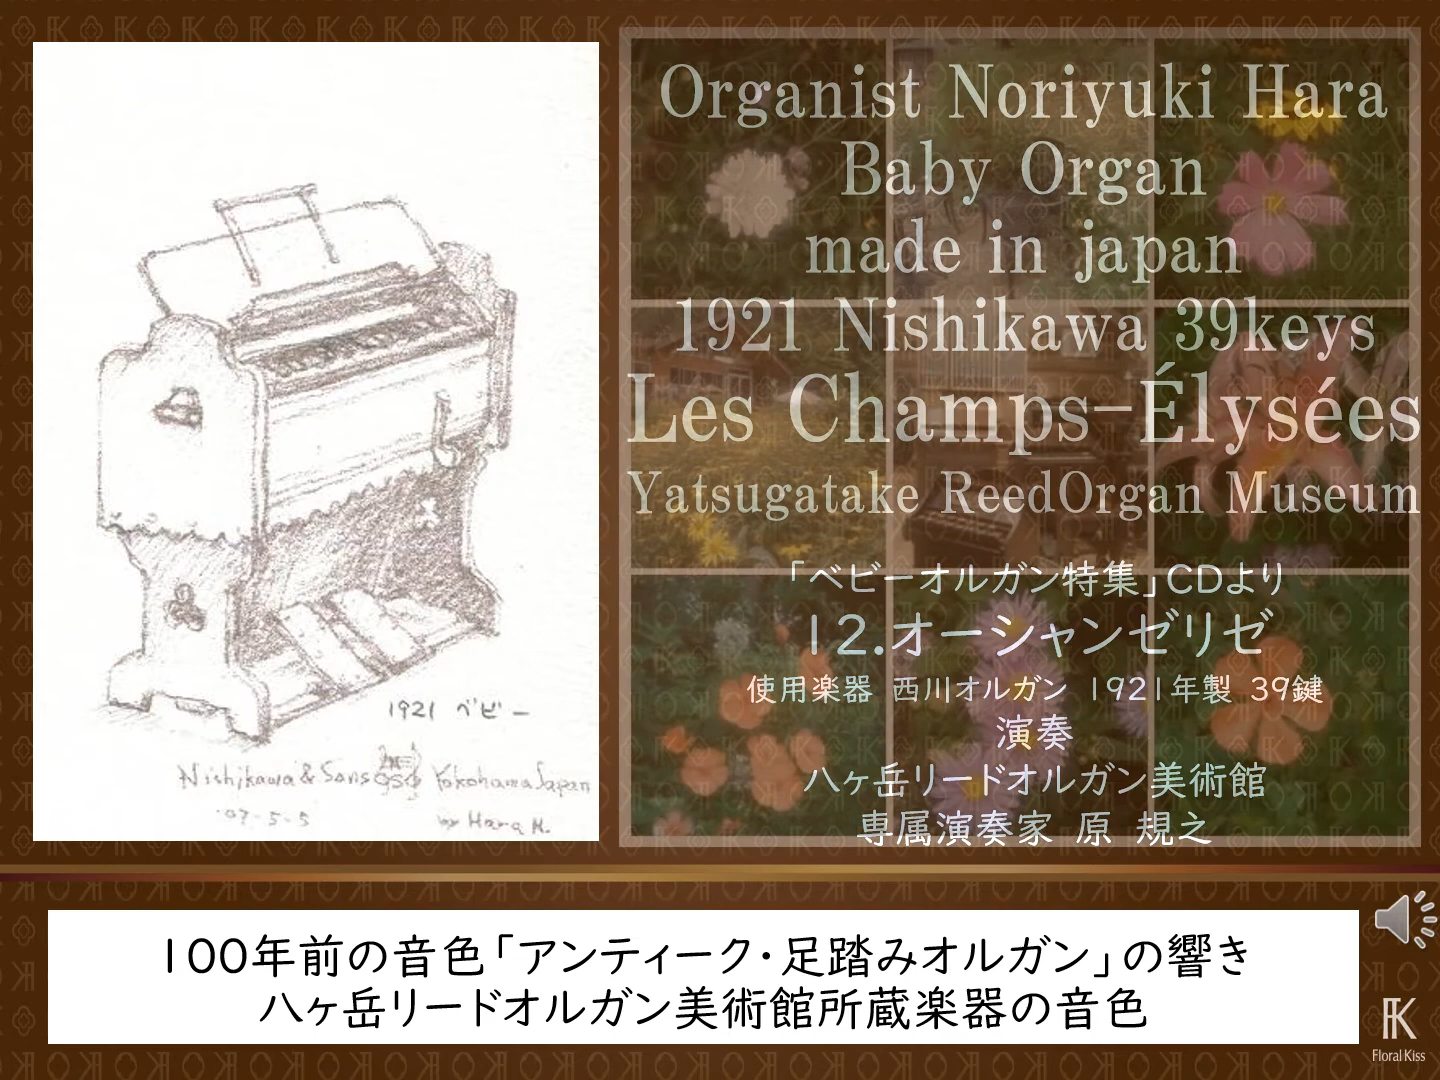 1921 ベビー
Nishikawa & Sons Yokohama Japan
'07-5-5
by Hara N.
Organist Noriyuki Hara
Baby Organ
made in japan
1921 Nishikawa 39keys
Les Champs-Élysées
Yatsugatake ReedOrgan Museum
「ベビーオルガン特集」CDより
12.オーシャンゼリゼ
使用楽器 西川オルガン 1921年製 39鍵
演奏
八ヶ岳リードオルガン美術館
専属演奏家 原 規之
100年前の音色「アンティーク・足踏みオルガン」の響き
八ヶ岳リードオルガン美術館所蔵楽器の音色
FK
Floral Kiss